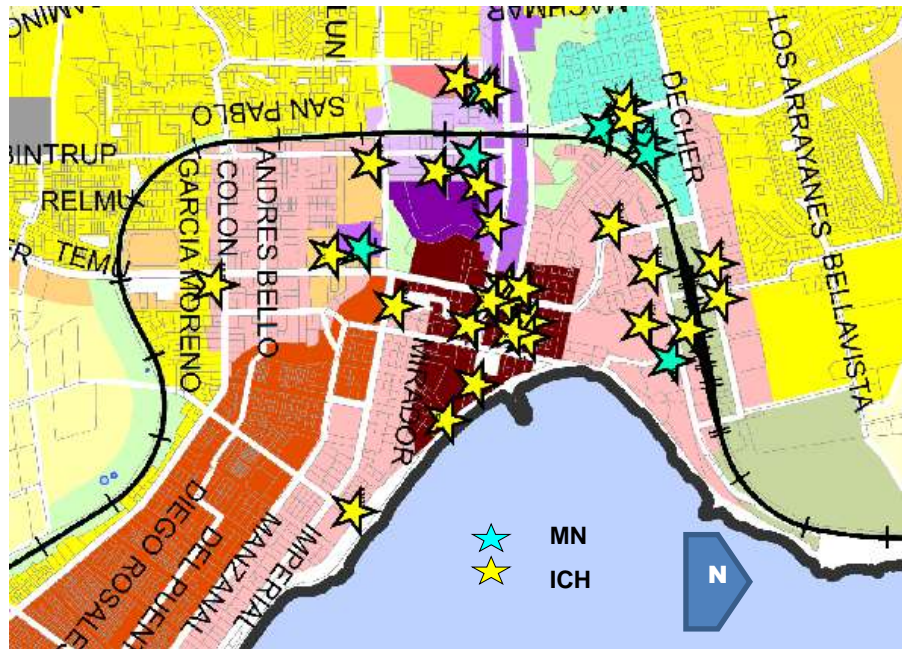 SAN PABLO
DECHER
LOS ARRAYANES
BINTRUP
RELMU
TEMU
GARCIA MORENO
COLON
ANDRES BELLO
BELLAVISTA
MIRADOR
DIEGO ROSALES
DEL PUENT
MANZANAL
IMPERIAL
MN
ICH
N